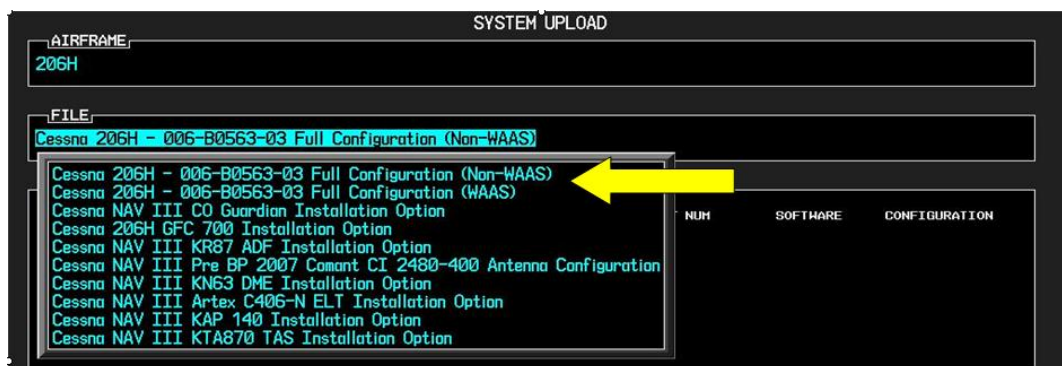 SYSTEM UPLOAD
AIRFRAME
206H
FILE
Cessna 206H - 006-B0563-03 Full Configuration (Non-WAAS)
Cessna 206H - 006-B0563-03 Full Configuration (Non-WAAS)
Cessna 206H - 006-B0563-03 Full Configuration (WAAS)
Cessna NAV III CO Guardian Installation Option
Cessna 206H GFC 700 Installation Option
Cessna NAV III KR87 ADF Installation Option
Cessna NAV III Pre BP 2007 Comant CI 2480-400 Antenna Configuration
Cessna NAV III KN63 DME Installation Option
Cessna NAV III Artex C406-N ELT Installation Option
Cessna NAV III KAP 140 Installation Option
Cessna NAV III KTA870 TAS Installation Option
NUM SOFTWARE CONFIGURATION